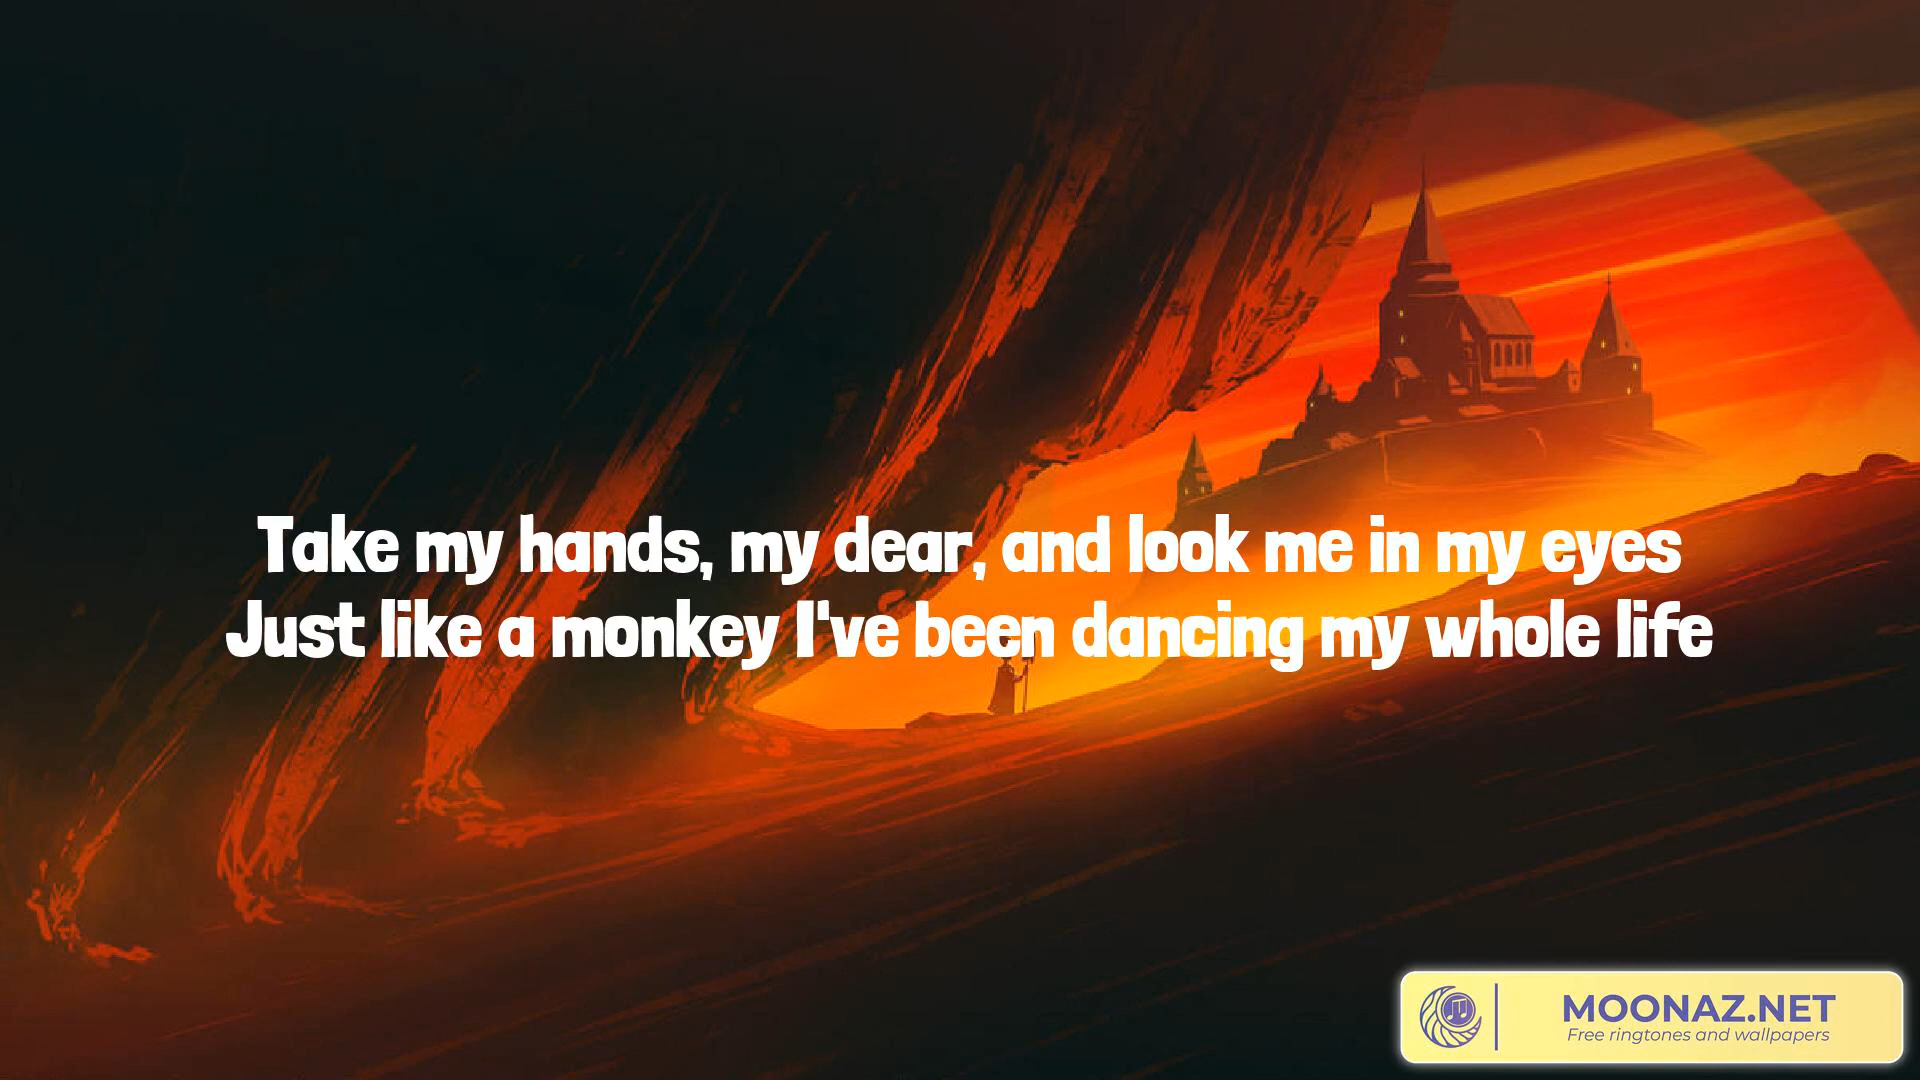 Take my hands, my dear, and look me in my eyes
Just like a monkey I've been dancing my whole life
MOONAZ.NET
Free ringtones and wallpapers